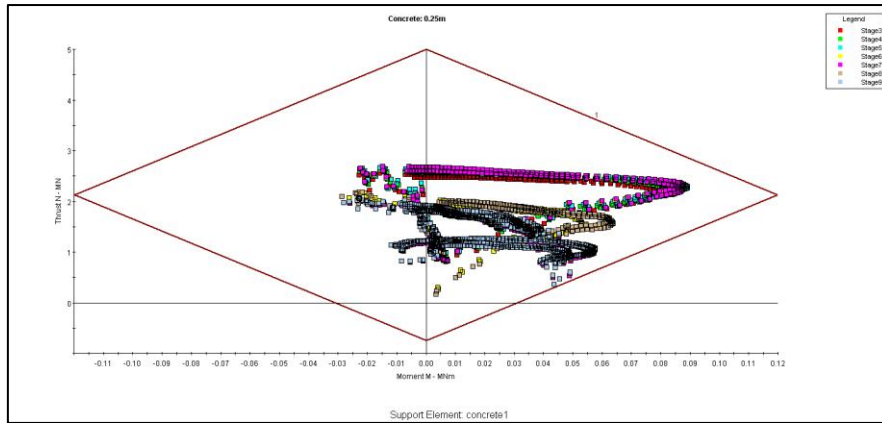 Concrete: 0.25m
Legend
Stage3
Stage4
Stage5
Stage6
Stage7
Stage8
Stage9
5
4
3
2
1
0
1
Thrust N - MN
-0.11 -0.10 -0.09 -0.08 -0.07 -0.06 -0.05 -0.04 -0.03 -0.02 -0.01 0.00 0.01 0.02 0.03 0.04 0.05 0.06 0.07 0.08 0.09 0.10 0.11 0.12
Moment M - MNm
Support Element: concrete1